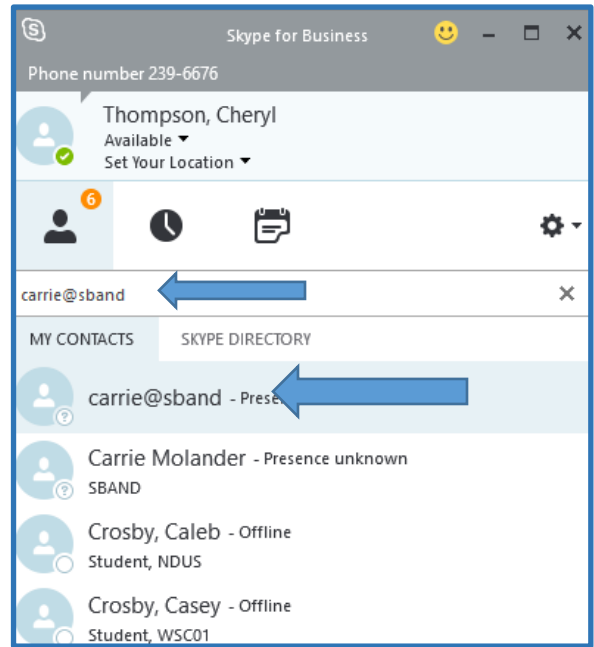 Skype for Business
Phone number 239-6676
Thompson, Cheryl
Available
Set Your Location
6
carrie@sband
MY CONTACTS SKYPE DIRECTORY
carrie@sband -
Carrie Molander - Presence unknown
SBAND
Crosby, Caleb - Offline
Student, NDUS
Crosby, Casey - Offline
Student, WSC01